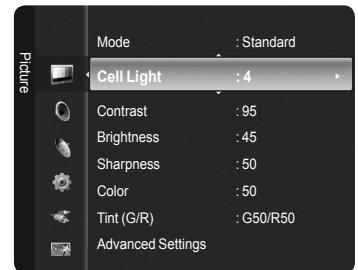 Picture
Mode : Standard
Cell Light : 4
Contrast : 95
Brightness : 45
Sharpness : 50
Color : 50
Tint (G/R) : G50/R50
Advanced Settings